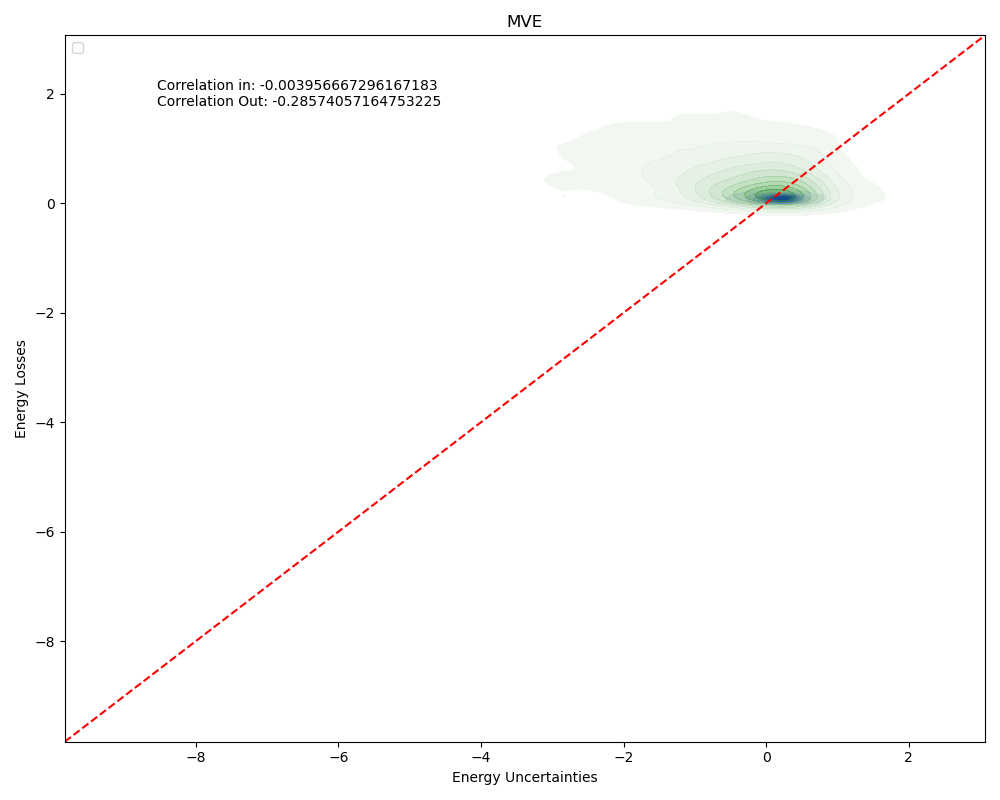 MVE
Correlation in: -0.003956667296167183
Correlation Out: -0.28574057164753225
2
0
−2
−4
−6
−8
Energy Losses
−8 −6 −4 −2 0 2
Energy Uncertainties